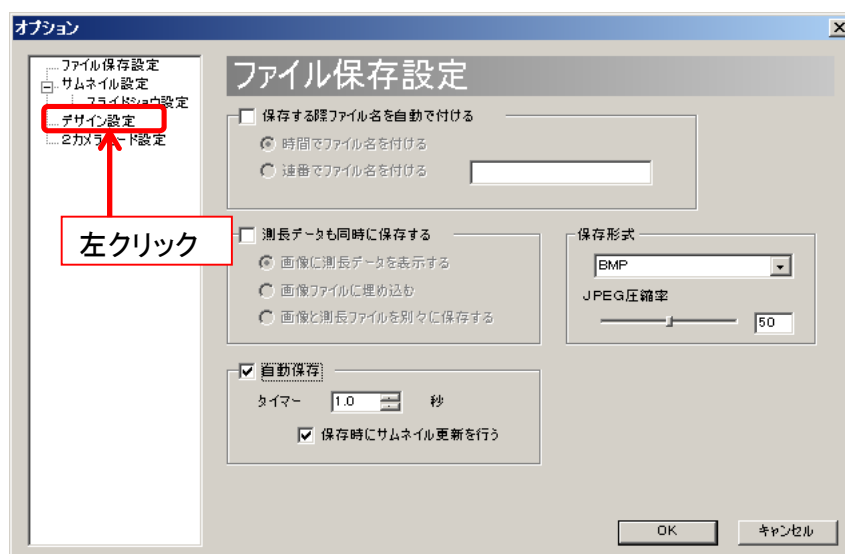 オプション
ファイル保存設定
サムネイル設定
スライドショウ設定
デザイン設定
2カメラモード設定
左クリック
ファイル保存設定
保存する際ファイル名を自動で付ける
時間でファイル名を付ける
連番でファイル名を付ける
測長データも同時に保存する
画像に測長データを表示する
画像ファイルに埋め込む
画像と測長ファイルを別々に保存する
保存形式
BMP
JPEG圧縮率
50
自動保存
タイマー 1.0 秒
保存時にサムネイル更新を行う
OK キャンセル